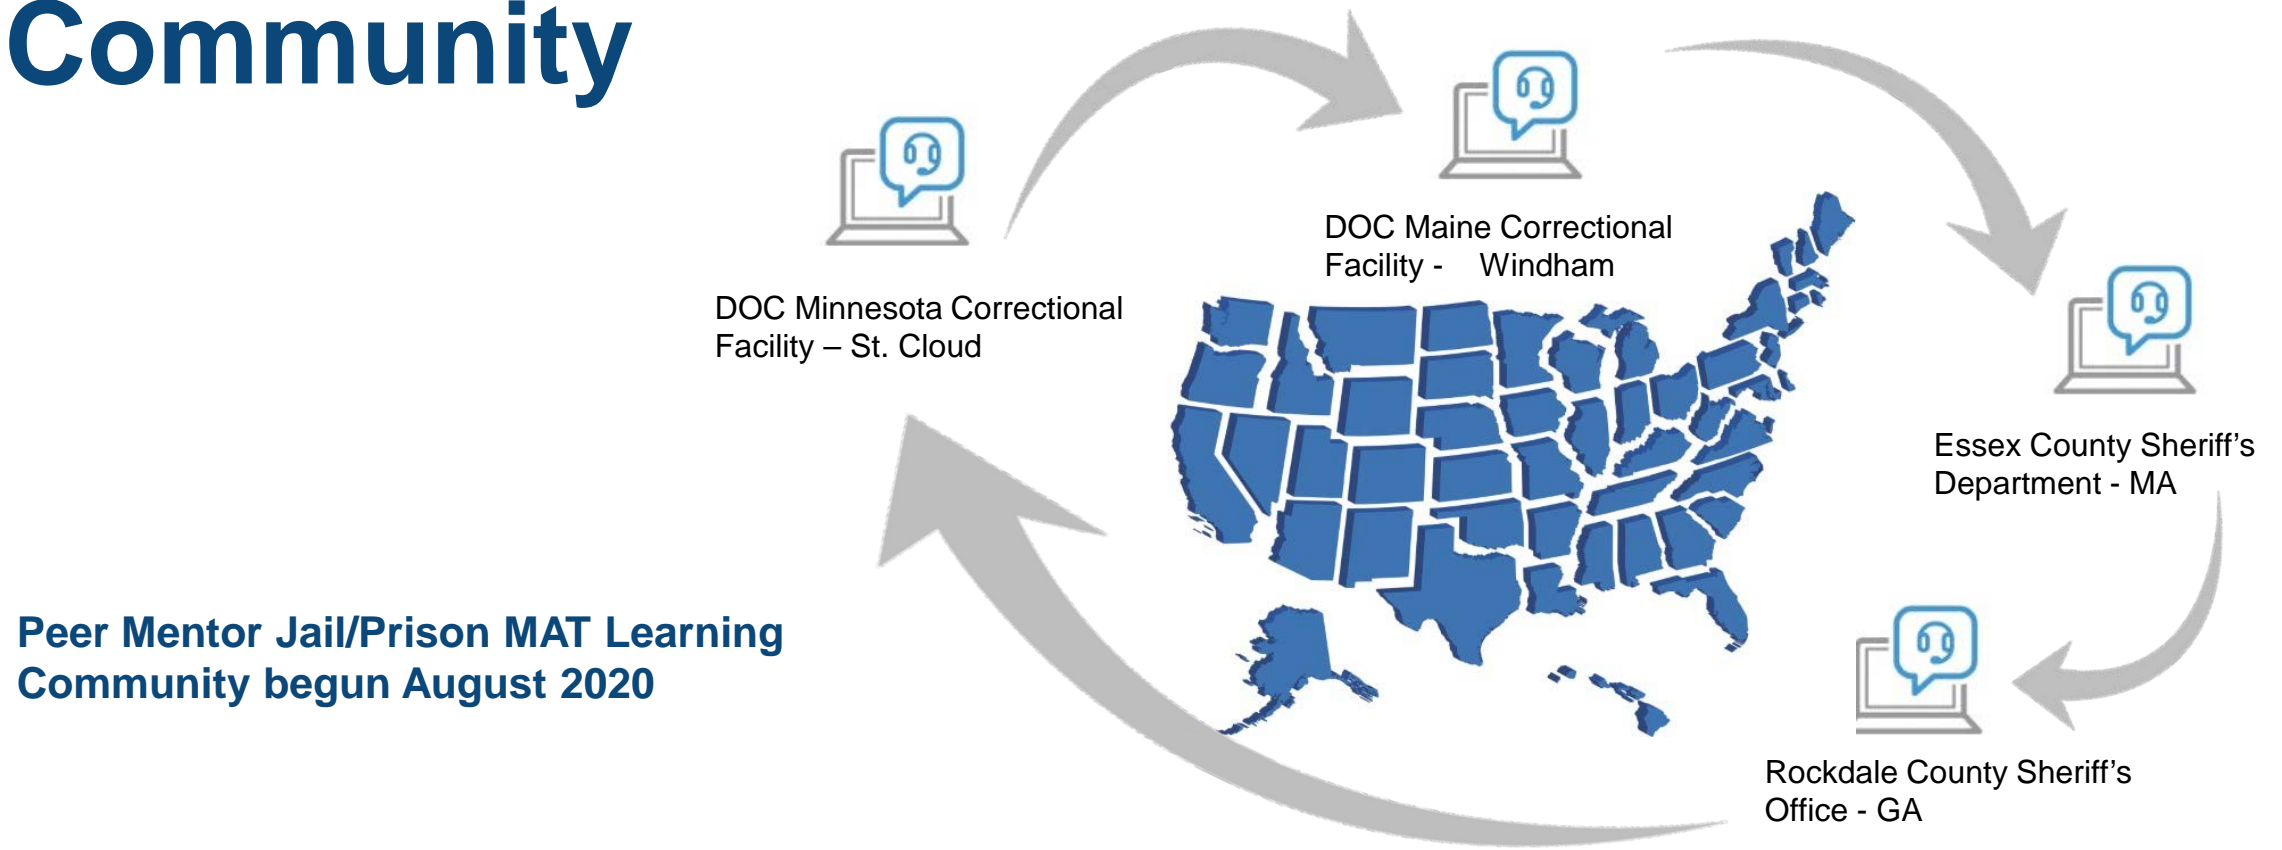 Community
DOC Maine Correctional
Facility - Windham
DOC Minnesota Correctional
Facility – St. Cloud
Essex County Sheriff’s
Department - MA
Peer Mentor Jail/Prison MAT Learning
Community begun August 2020
Rockdale County Sheriff’s
Office - GA